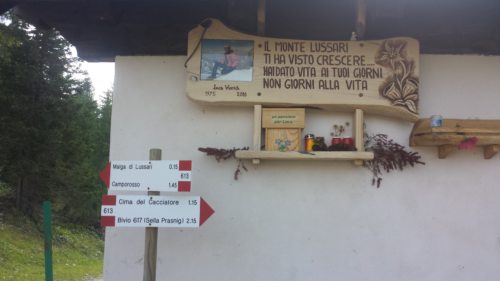 IL MONTE LUSSARI
TI HA VISTO CRESCERE....
HAI DATO VITA AI TUOI GIORNI
NON GIORNI ALLA VITA
per Luca
Malga di Lussari 0.15
613
Camporosso 1.45
Cima del Cacciatore 1.15
613
Bivio 617 (Sella Prasnig) 2.15